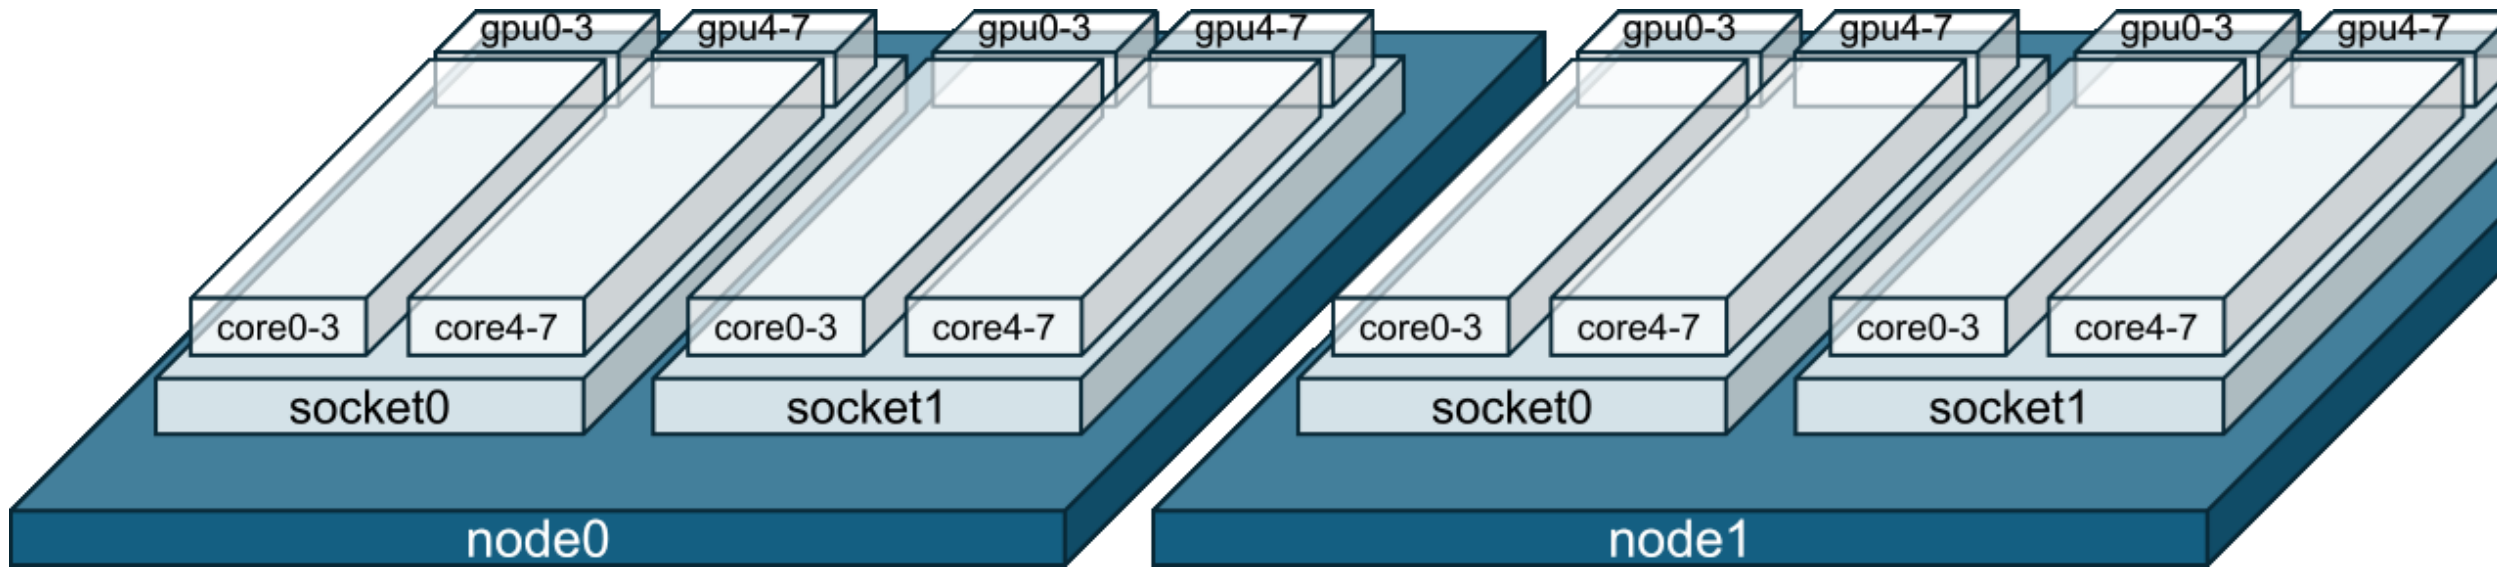 gpu0-3 gpu4-7 gpu0-3 gpu4-7 gpu0-3 gpu4-7 gpu0-3 gpu4-7
core0-3 core4-7 core0-3 core4-7 core0-3 core4-7 core0-3 core4-7
socket0 socket1 socket0 socket1
node0 node1